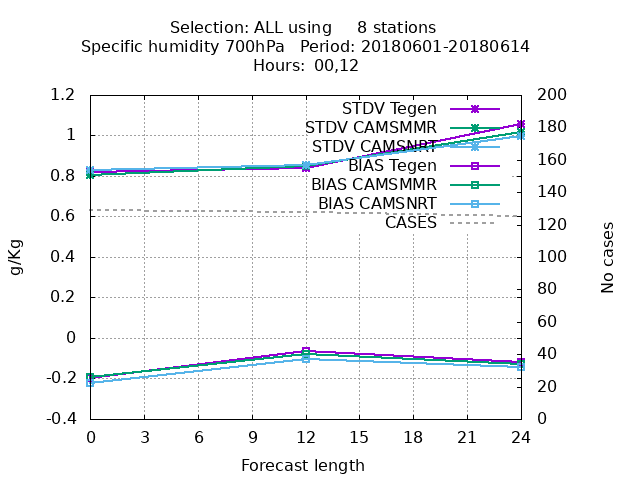 Selection: ALL using     8 stations
Specific humidity 700hPa   Period: 20180601-20180614
Hours:  00,12
1.2
1
0.8
0.6
0.4
0.2
0
-0.2
-0.4
g/Kg
STDV Tegen
STDV CAMSMMR
STDV CAMSNRT
BIAS Tegen
BIAS CAMSMMR
BIAS CAMSNRT
CASES
200
180
160
140
120
100
80
60
40
20
0
No cases
0 3 6 9 12 15 18 21 24
Forecast length